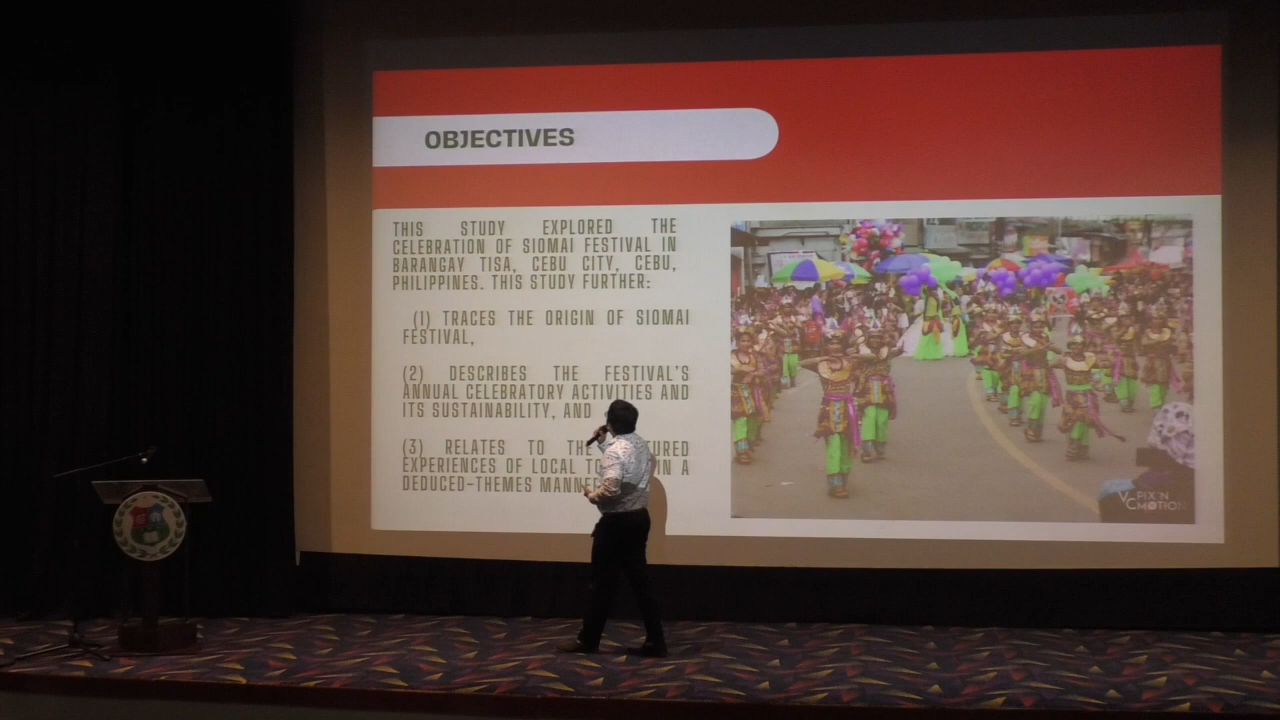 OBJECTIVES
THIS STUDY EXPLORED THE
CELEBRATION OF SIOMAI FESTIVAL IN
BARANGAY TISA, CEBU CITY, CEBU,
PHILIPPINES. THIS STUDY FURTHER:
(1) TRACES THE ORIGIN OF SIOMAI
FESTIVAL,
(2) DESCRIBES THE FESTIVAL'S
ANNUAL CELEBRATORY ACTIVITIES AND
ITS SUSTAINABILITY, AND
(3) RELATES TO THE
EXPERIENCES OF LOCAL IN A
DEDUCED-THEMES
VC PIX N
MOTION